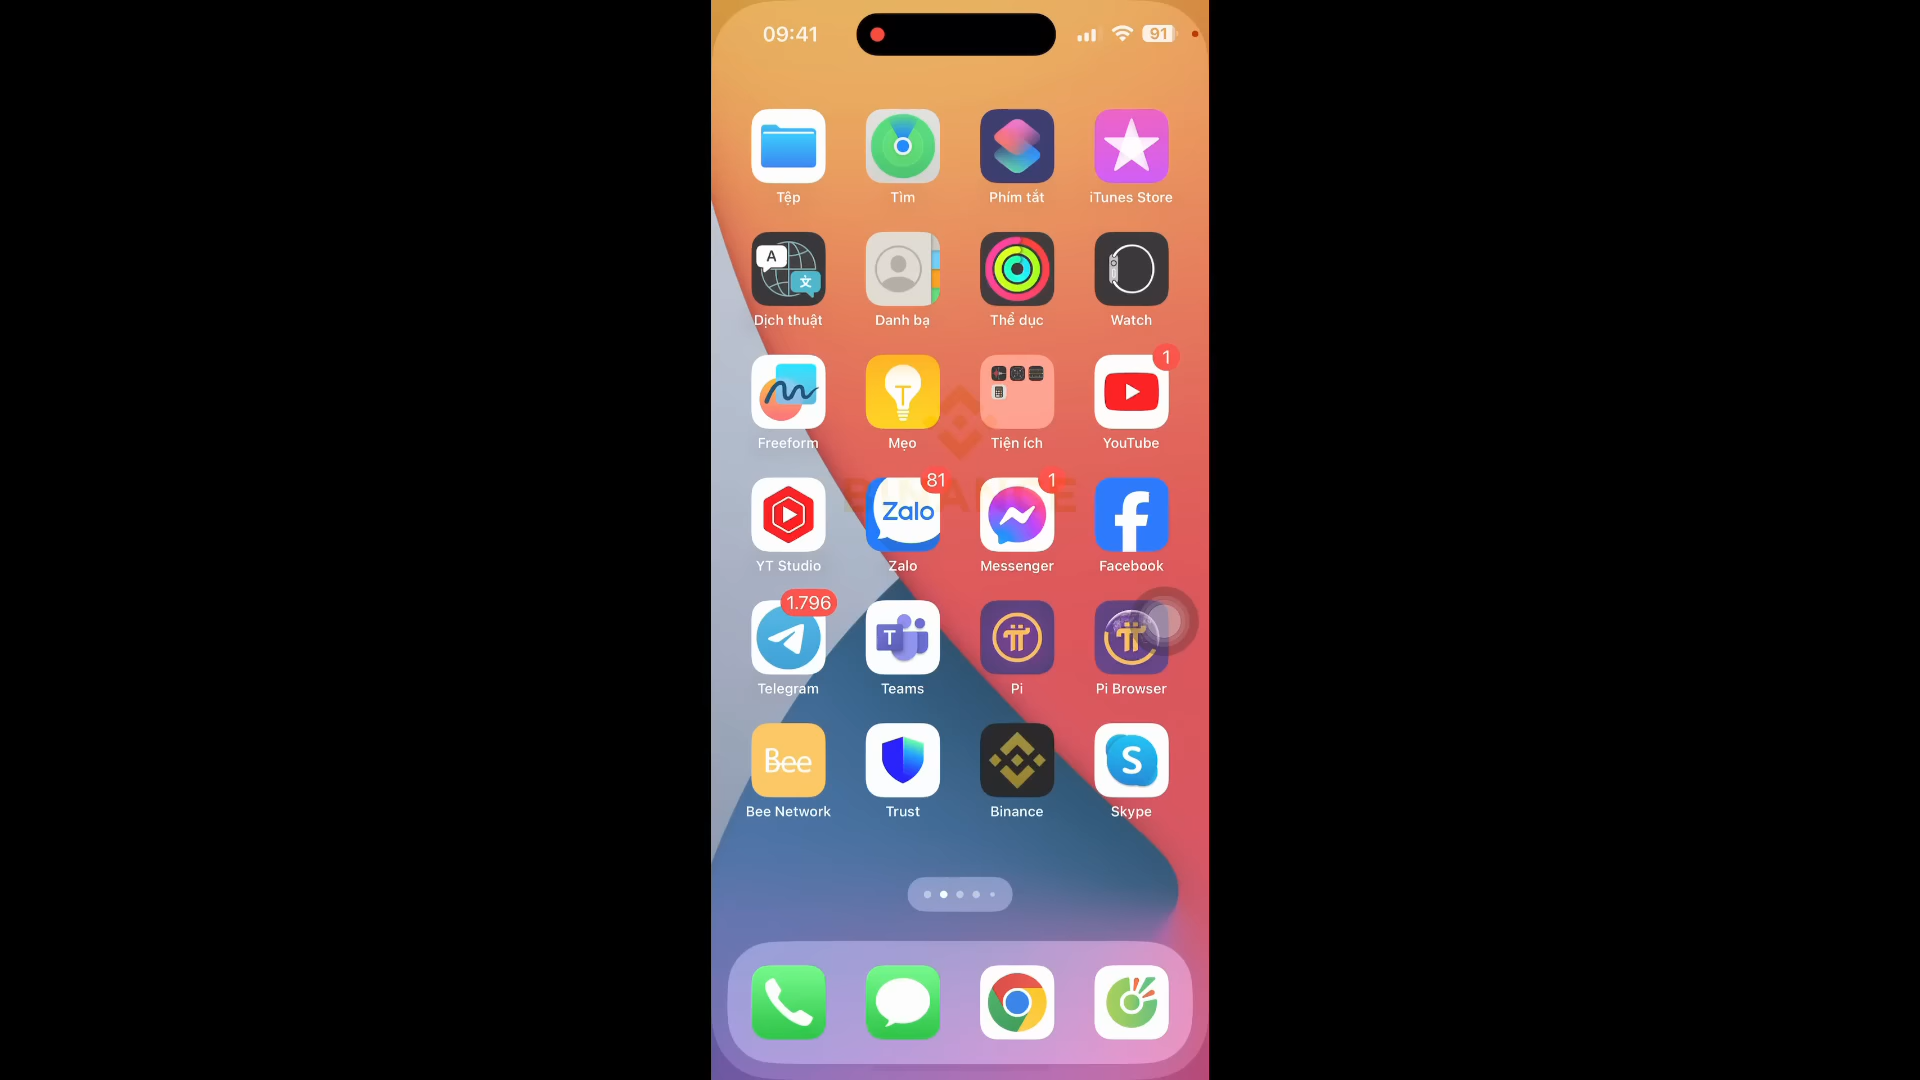 09:41
91
Tệp
Tìm
Phím tắt
iTunes Store
A
文
Dịch thuật
Danh bạ
Thể dục
Watch
1
Freeform
Mẹo
Tiện ích
YouTube
81
1
Zalo
BINANCE
YT Studio
Zalo
Messenger
Facebook
1.796
T
Telegram
Teams
Pi
Pi Browser
Bee
S
Bee Network
Trust
Binance
Skype